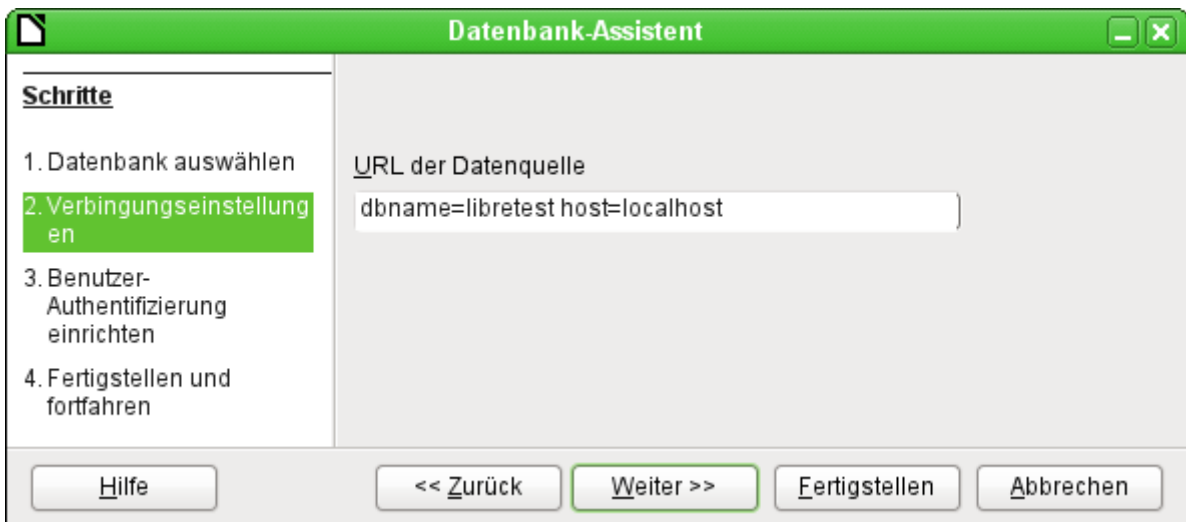 Datenbank-Assistent
Schritte
1. Datenbank auswählen
2. Verbingungseinstellung
en
3. Benutzer-
Authentifizierung
einrichten
4. Fertigstellen und
fortfahren
URL der Datenquelle
dbname=libretest host=localhost
Hilfe
<< Zurück
Weiter >>
Fertigstellen
Abbrechen